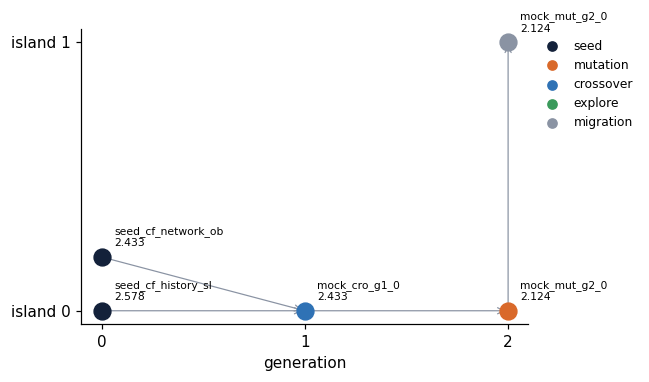 mock_mut_g2_0
2.124
island 1
seed
mutation
crossover
explore
migration
seed_cf_network_ob
2.433
seed_cf_history_sl
2.578
mock_cro_g1_0
2.433
mock_mut_g2_0
2.124
island 0
0
1
2
generation